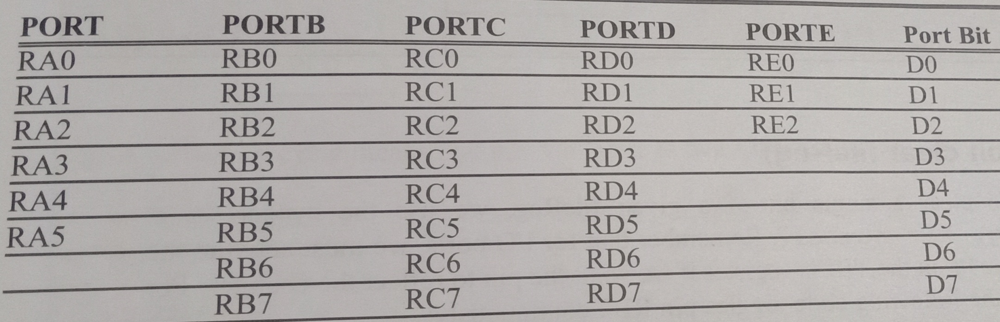 PORT PORTB PORTC PORTD PORTE Port Bit
RA0 RB0 RC0 RD0 RE0 D0
RA1 RB1 RC1 RD1 RE1 D1
RA2 RB2 RC2 RD2 RE2 D2
RA3 RB3 RC3 RD3 D3
RA4 RB4 RC4 RD4 D4
RA5 RB5 RC5 RD5 D5
RB6 RC6 RD6 D6
RB7 RC7 RD7 D7